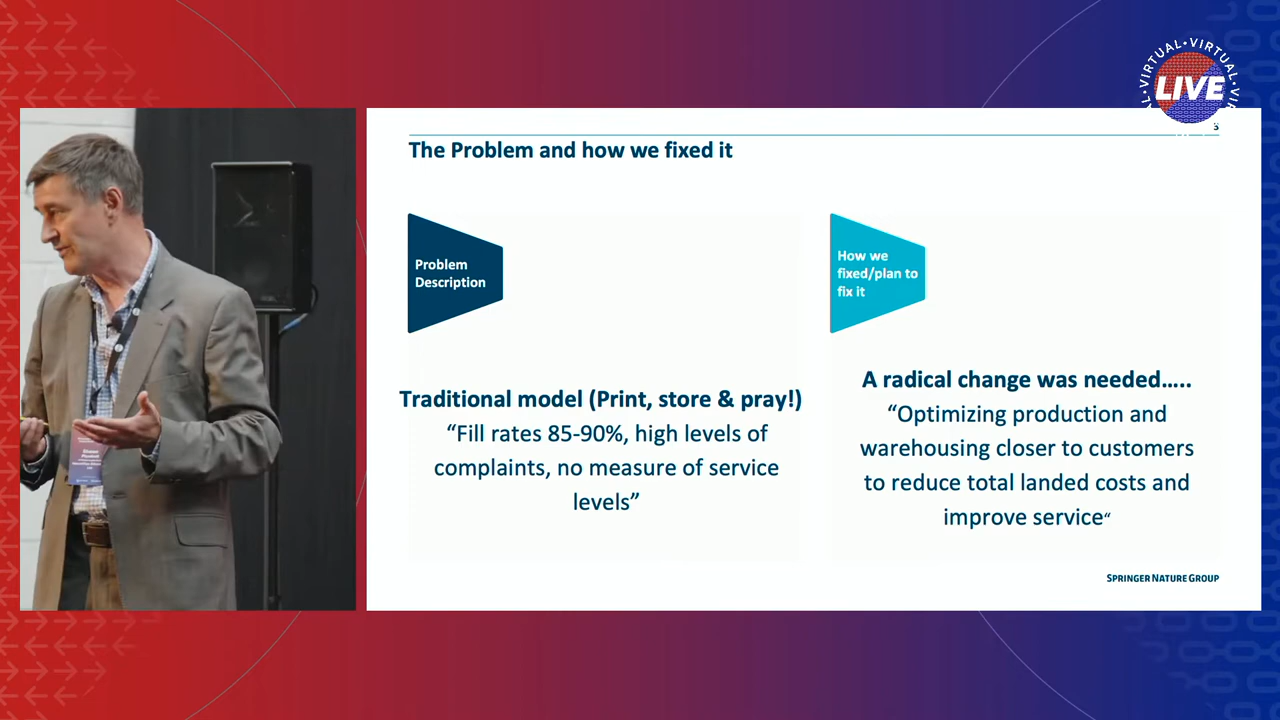 VIRTUAL•VIRTUAL•VI
LIVE
The Problem and how we fixed it
Problem
Description
How we
fixed/plan to
fix it
Traditional model (Print, store & pray!)
“Fill rates 85-90%, high levels of
complaints, no measure of service
levels”
A radical change was needed…..
“Optimizing production and
warehousing closer to customers
to reduce total landed costs and
improve service“
SPRINGER NATURE GROUP